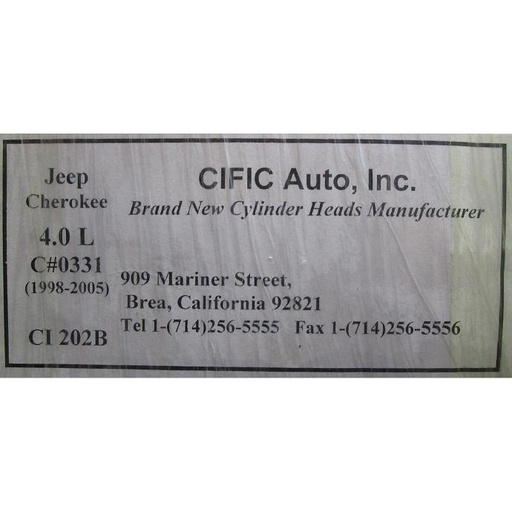 Jeep
Cherokee
4.0 L
C#0331
(1998-2005)
CI 202B
CIFIC Auto, Inc.
Brand New Cylinder Heads Manufacturer
909 Mariner Street,
Brea, California 92821
Tel 1-(714)256-5555 Fax 1-(714)256-5556